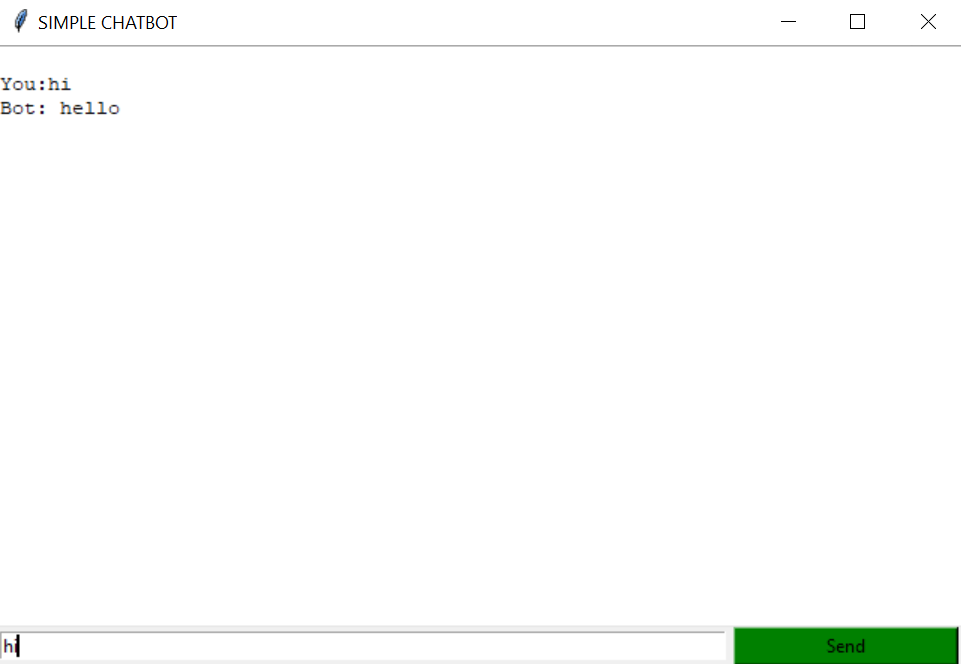 SIMPLE CHATBOT
You:hi
Bot: hello
hi
Send